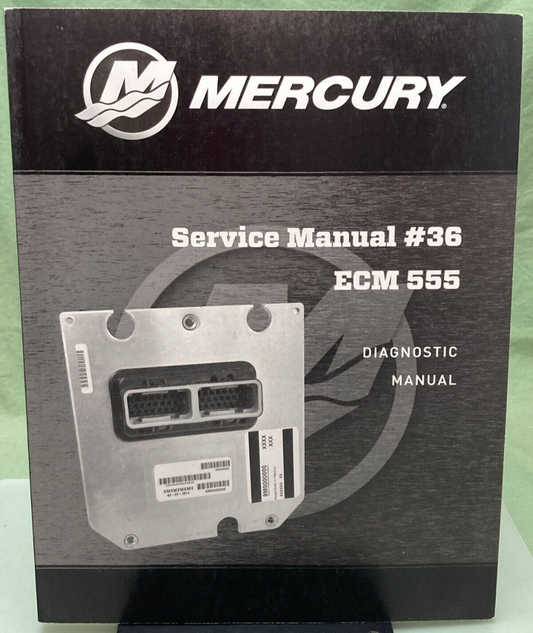 MERCURY
Service Manual #36
ECM 555
DIAGNOSTIC
MANUAL